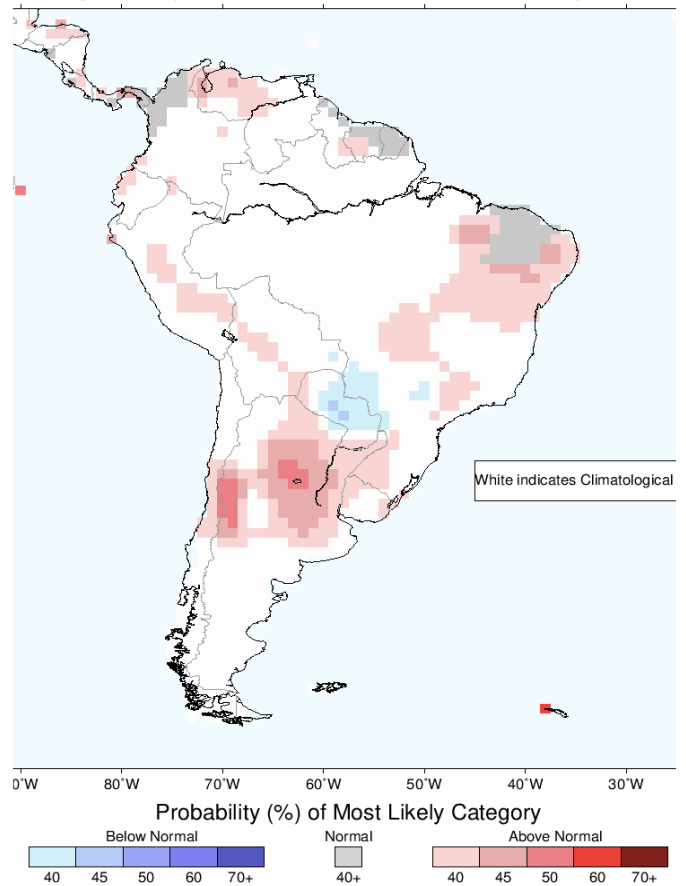 0˚W 80˚W 70˚W 60˚W 50˚W 40˚W 30˚W
White indicates Climatological
Probability (%) of Most Likely Category
Below Normal Normal Above Normal
40 45 50 60 70+ 40+ 40 45 50 60 70+